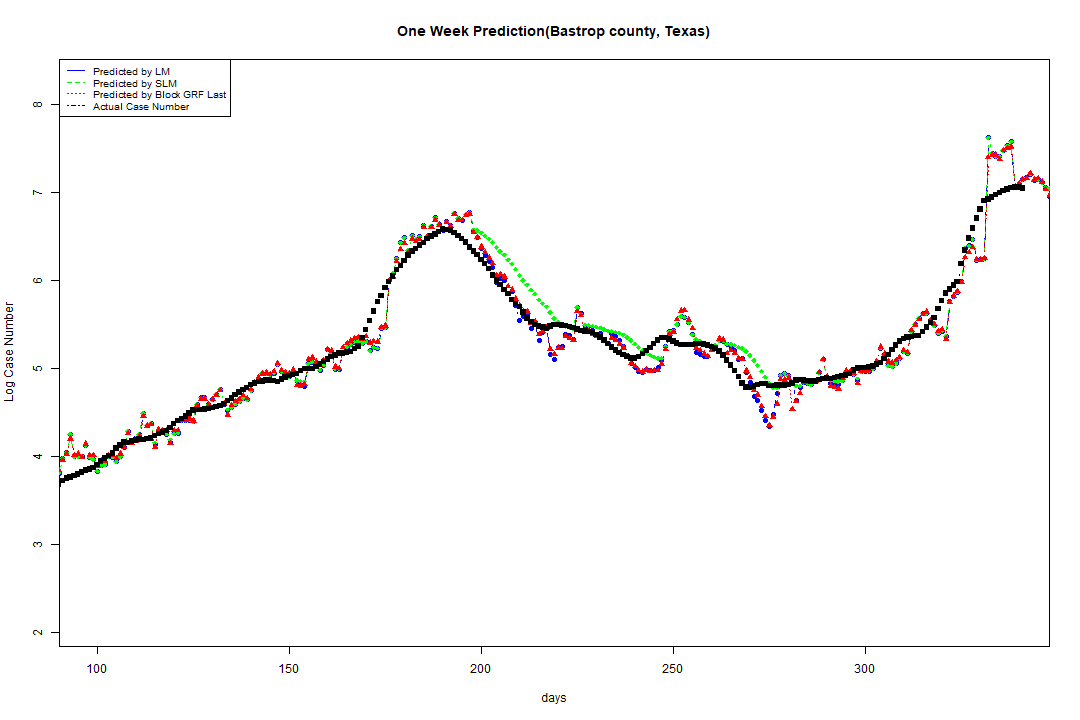 One Week Prediction(Bastrop county, Texas)
Predicted by LM
Predicted by SLM
Predicted by Block GRF Last
Actual Case Number
8
7
6
5
4
3
2
Log Case Number
100 150 200 250 300
days